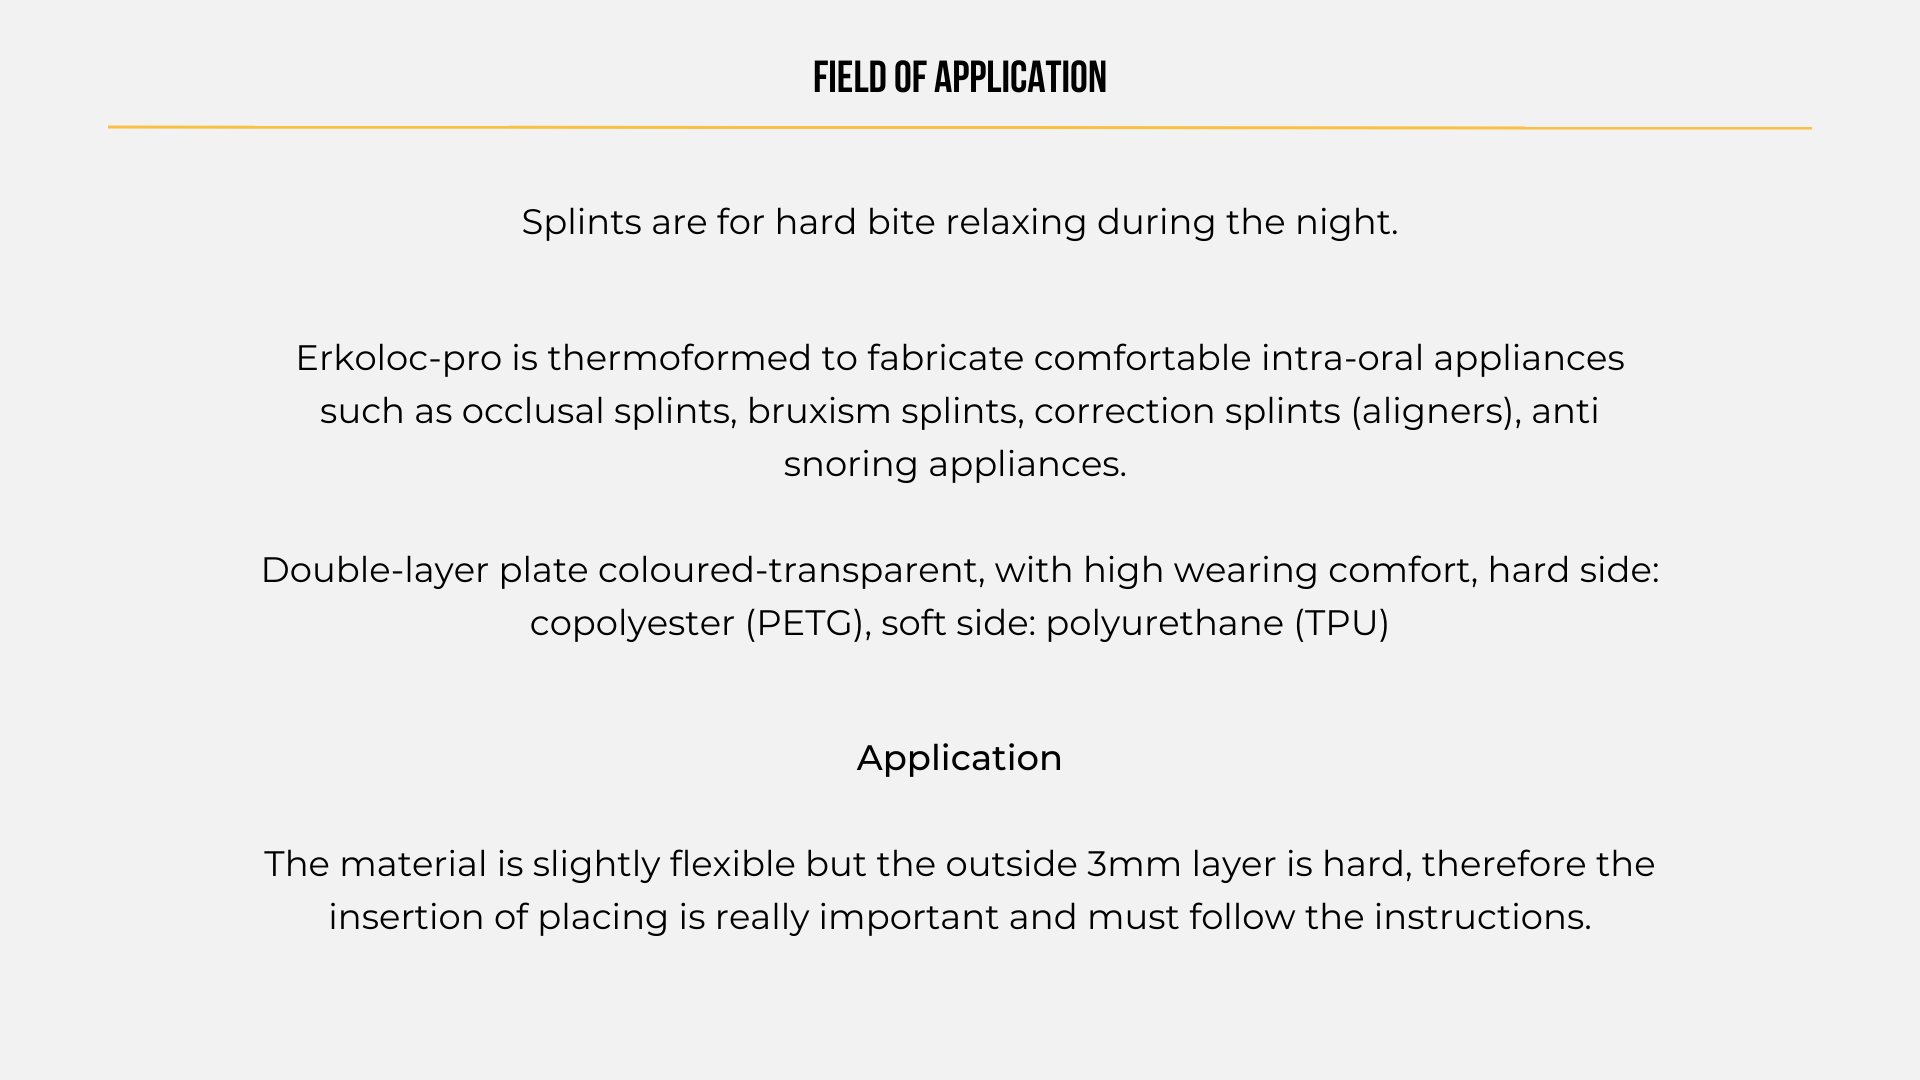 FIELD OF APPLICATION
Splints are for hard bite relaxing during the night.
Erkoloc-pro is thermoformed to fabricate comfortable intra-oral appliances
such as occlusal splints, bruxism splints, correction splints (aligners), anti
snoring appliances.
Double-layer plate coloured-transparent, with high wearing comfort, hard side:
copolyester (PETG), soft side: polyurethane (TPU)
Application
The material is slightly flexible but the outside 3mm layer is hard, therefore the
insertion of placing is really important and must follow the instructions.